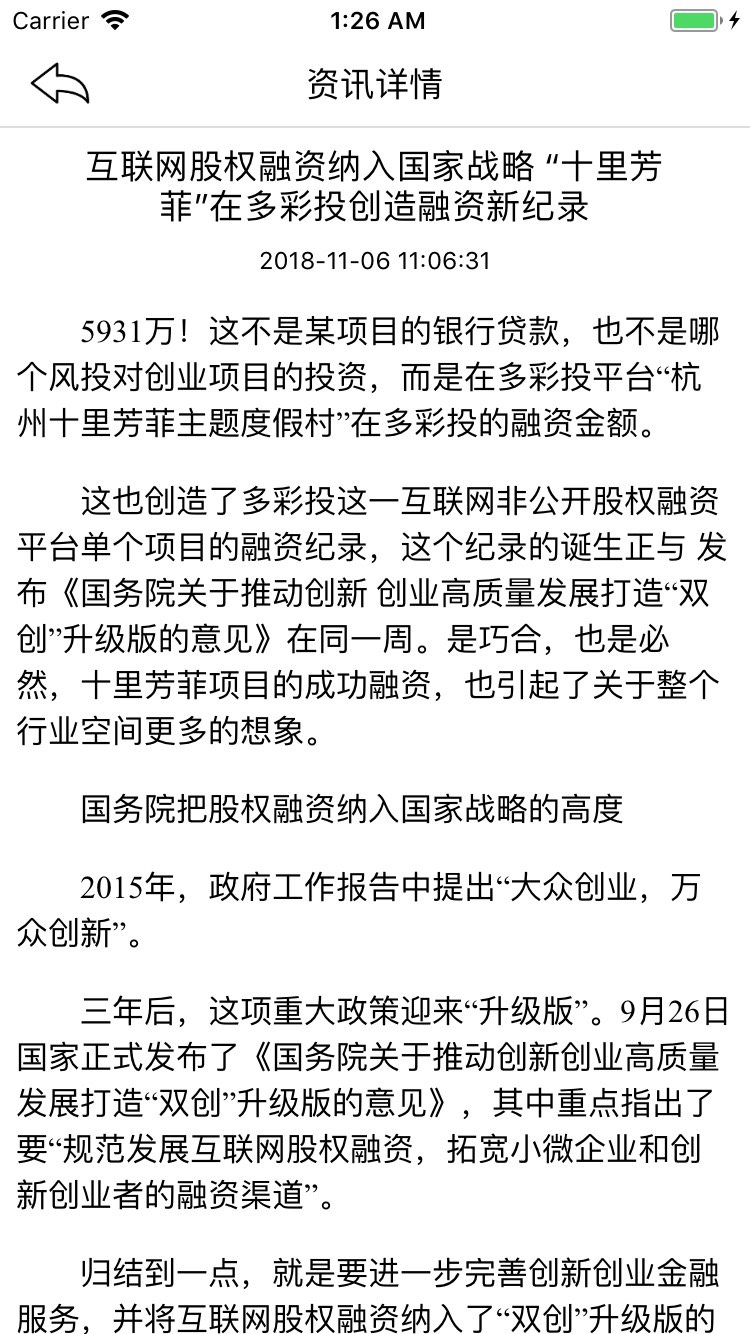 Carrier
1:26 AM
资讯详情
互联网股权融资纳入国家战略 “十里芳
菲”在多彩投创造融资新纪录
2018-11-06 11:06:31
5931万！这不是某项目的银行贷款，也不是哪
个风投对创业项目的投资，而是在多彩投平台“杭
州十里芳菲主题度假村”在多彩投的融资金额。
这也创造了多彩投这一互联网非公开股权融资
平台单个项目的融资纪录，这个纪录的诞生正与 发
布《国务院关于推动创新 创业高质量发展打造“双
创”升级版的意见》在同一周。是巧合，也是必
然，十里芳菲项目的成功融资，也引起了关于整个
行业空间更多的想象。
国务院把股权融资纳入国家战略的高度
2015年，政府工作报告中提出“大众创业，万
众创新”。
三年后，这项重大政策迎来“升级版”。9月26日
国家正式发布了《国务院关于推动创新创业高质量
发展打造“双创”升级版的意见》，其中重点指出了
要“规范发展互联网股权融资，拓宽小微企业和创
新创业者的融资渠道”。
归结到一点，就是要进一步完善创新创业金融
服务，并将互联网股权融资纳入了“双创”升级版的